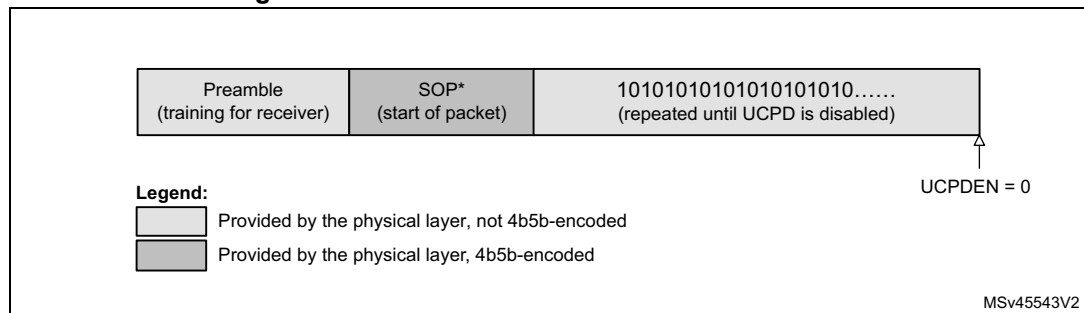 Preamble
(training for receiver)
SOP*
(start of packet)
10101010101010101010......
(repeated until UCPD is disabled)
UCPDEN = 0
Legend:
Provided by the physical layer, not 4b5b-encoded
Provided by the physical layer, 4b5b-encoded
MSv45543V2